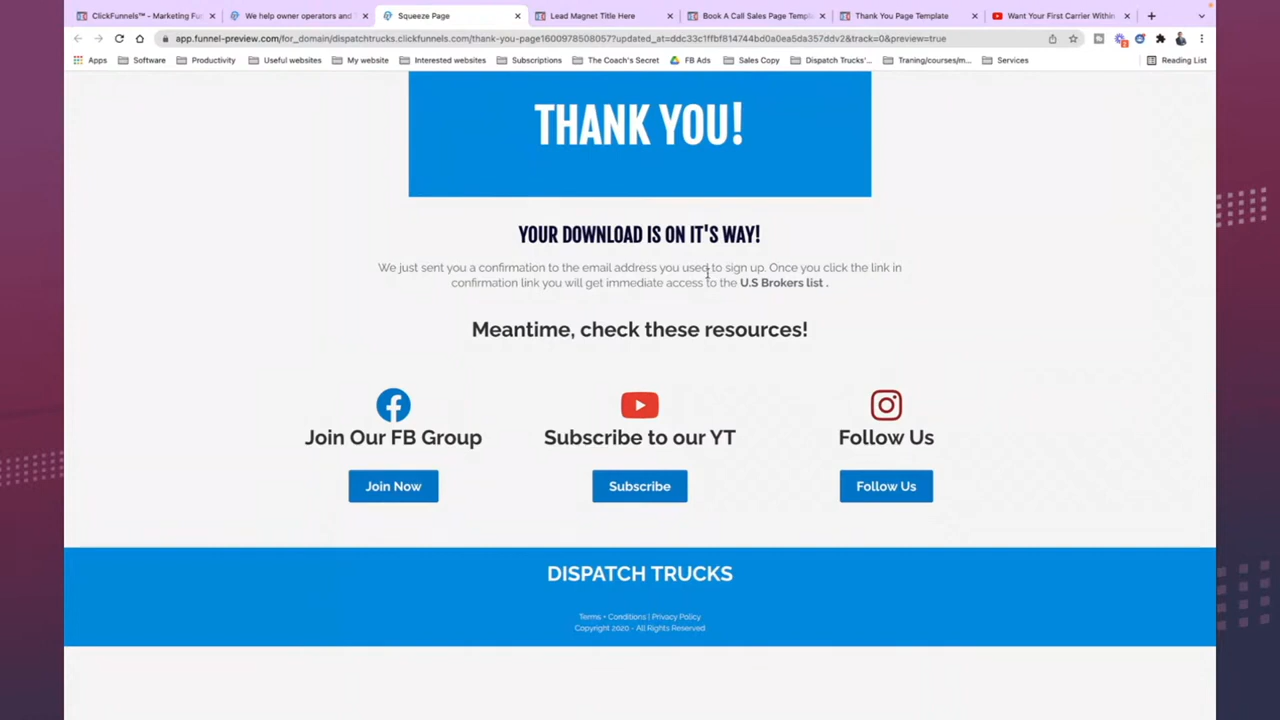 ClickFunnels™ - Marketing Fu
We help owner operators and
Squeeze Page
Lead Magnet Title Here
Book A Call Sales Page Templ
Thank You Page Template
Want Your First Carrier Within
app.funnel-preview.com/for_domain/dispatchtrucks.clickfunnels.com/thank-you-page1600978508057?updated_at=ddc33c1ffbf814744bd0a0ea5da357ddv2&track=0&preview=true
Apps Software Productivity Useful websites My website Interested websites Subscriptions The Coach's Secret FB Ads Sales Copy Dispatch Trucks'... Traning/courses/m... Services Reading List
THANK YOU!
YOUR DOWNLOAD IS ON IT'S WAY!
We just sent you a confirmation to the email address you used to sign up. Once you click the link in
confirmation link you will get immediate access to the U.S Brokers list .
Meantime, check these resources!
Join Our FB Group
Subscribe to our YT
Follow Us
Join Now
Subscribe
Follow Us
DISPATCH TRUCKS
Terms + Conditions | Privacy Policy
Copyright 2020 - All Rights Reserved